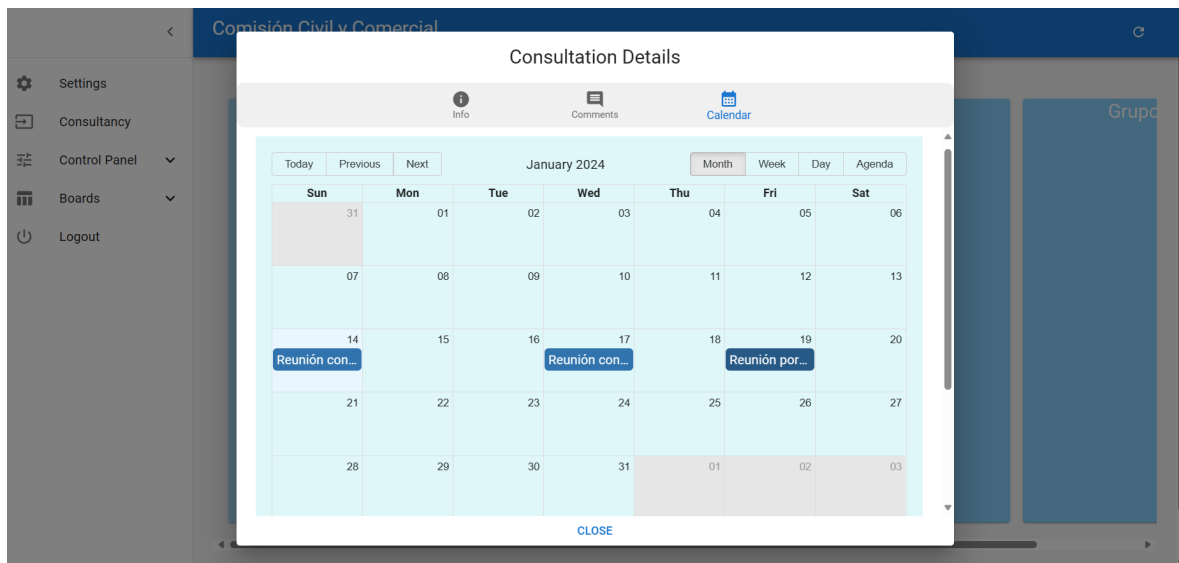 Comisión Civil y Comercial
Consultation Details
Settings
Consultancy
Control Panel
Boards
Logout
Info
Comments
Calendar
Grupo
Today Previous Next January 2024 Month Week Day Agenda
Sun Mon Tue Wed Thu Fri Sat
31 01 02 03 04 05 06
07 08 09 10 11 12 13
14 15 16 17 18 19 20
Reunión con... Reunión con... Reunión por...
21 22 23 24 25 26 27
28 29 30 31 01 02 03
CLOSE